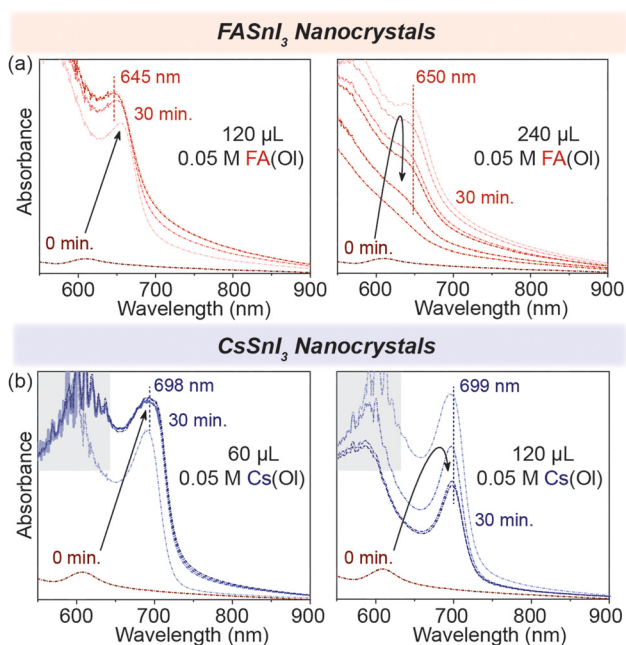 FASnI₃ Nanocrystals
(a)
645 nm
30 min.
120 µL
0.05 M FA(Ol)
0 min.
Absorbance
600 700 800 900
Wavelength (nm)
650 nm
240 µL
0.05 M FA(Ol)
30 min.
0 min.
600 700 800 900
Wavelength (nm)
CsSnI₃ Nanocrystals
(b)
698 nm
30 min.
60 µL
0.05 M Cs(Ol)
0 min.
Absorbance
600 700 800 900
Wavelength (nm)
699 nm
120 µL
0.05 M Cs(Ol)
30 min.
0 min.
600 700 800 900
Wavelength (nm)